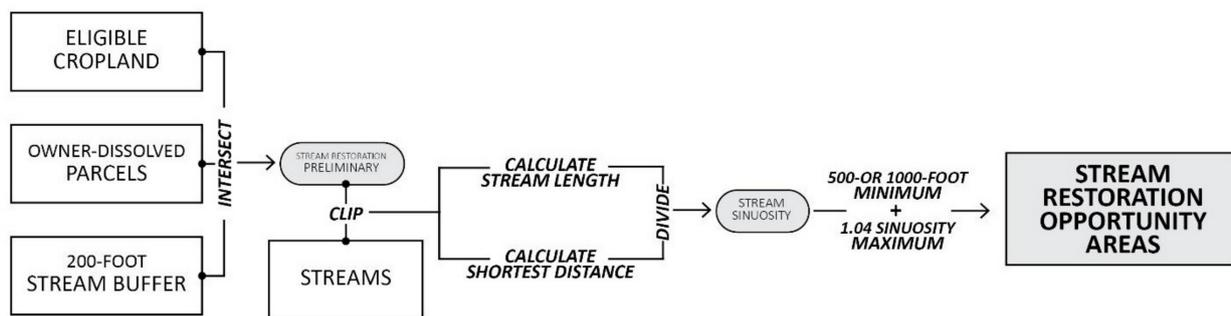 ELIGIBLE
CROPLAND
OWNER-DISSOLVED
PARCELS
200-FOOT
STREAM BUFFER
INTERSECT
STREAM RESTORATION
PRELIMINARY
CLIP
STREAMS
CALCULATE
STREAM LENGTH
CALCULATE
SHORTEST DISTANCE
DIVIDE
STREAM
SINUOSITY
500-OR 1000-FOOT
MINIMUM
+
1.04 SINUOSITY
MAXIMUM
STREAM
RESTORATION
OPPORTUNITY
AREAS